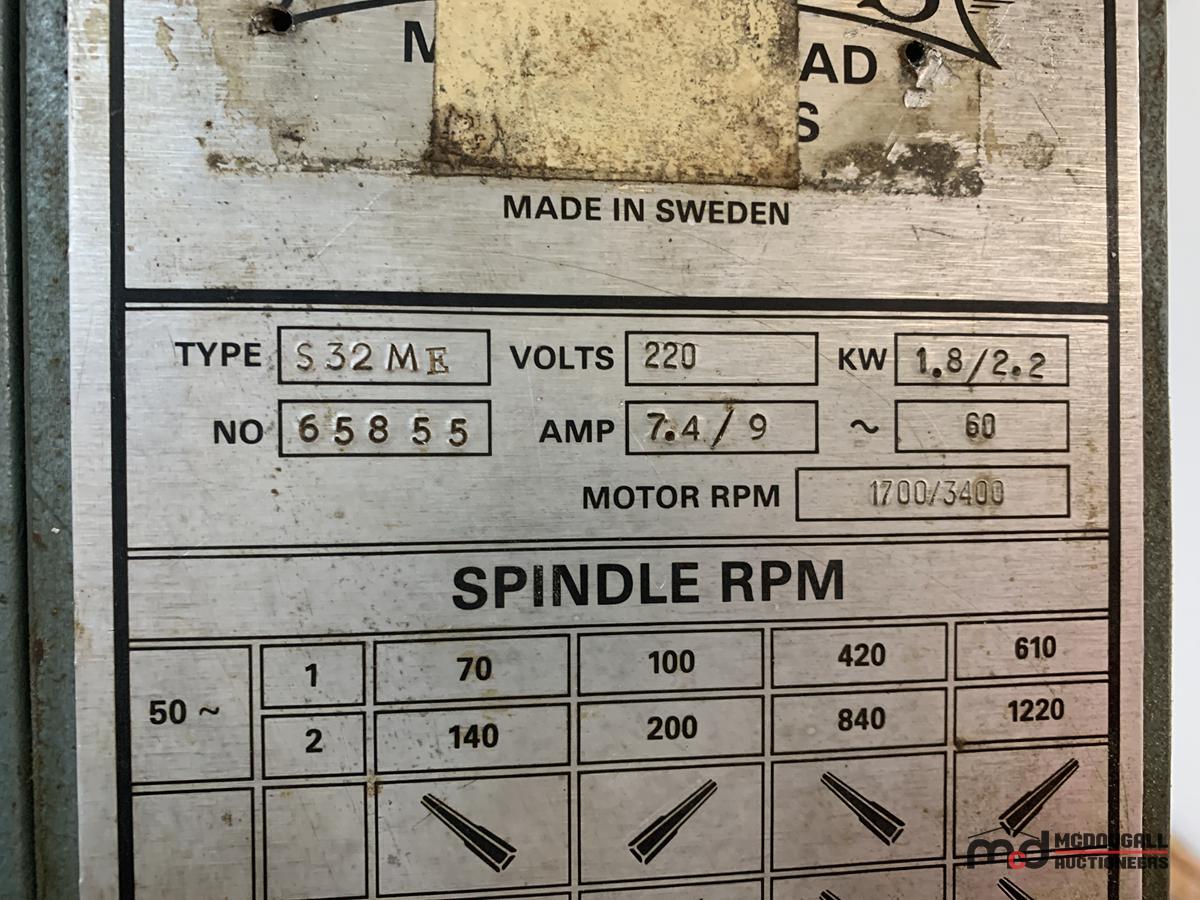 AD
S
MADE IN SWEDEN
TYPE S32ME VOLTS 220 KW 1.8/2.2
NO 65855 AMP 7.4/9 ~ 60
MOTOR RPM 1700/3400
SPINDLE RPM
50 ~ 1 70 100 420 610
2 140 200 840 1220
mcd MCDOUGALL
AUCTIONEERS